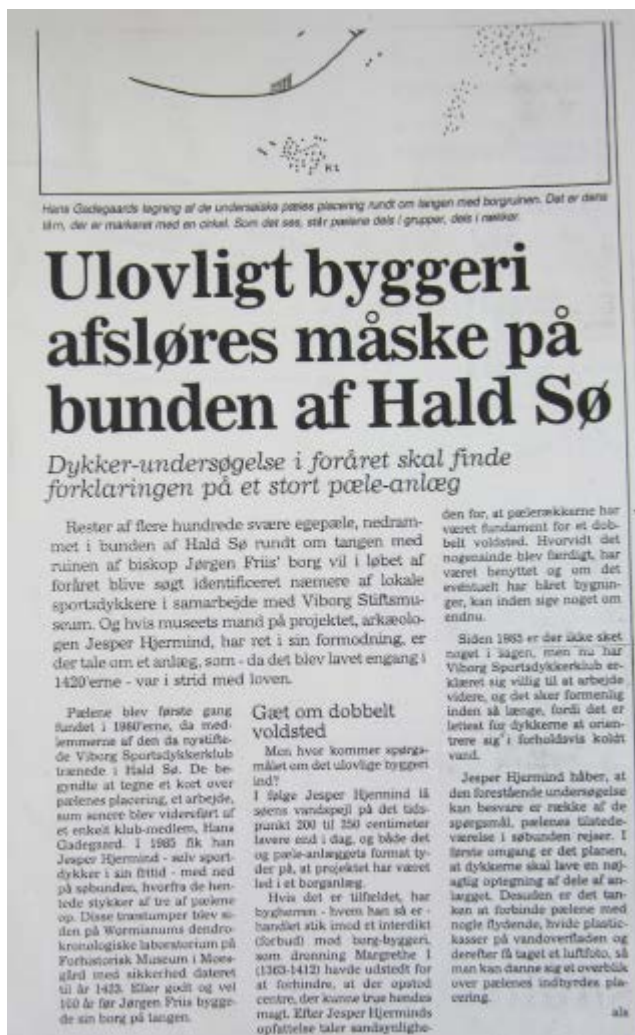 K1
Hans Gadegaards tegning af de undersøiske pæles placering rundt om tangen med borgruinen. Det er dens
tårn, der er markeret med en cirkel. Som det ses, står pælene dels i grupper, dels i rækker.
Ulovligt byggeri
afsløres måske på
bunden af Hald Sø
Dykker-undersøgelse i foråret skal finde
forklaringen på et stort pæle-anlæg
Rester af flere hundrede svære egepæle, nedram-
met i bunden af Hald Sø rundt om tangen med
ruinen af biskop Jørgen Friis' borg vil i løbet af
foråret blive søgt identificeret nærmere af lokale
sportsdykkere i samarbejde med Viborg Stiftsmu-
seum. Og hvis museets mand på projektet, arkæolo-
gen Jesper Hjermind, har ret i sin formodning, er
der tale om et anlæg, som - da det blev lavet engang i
1420'erne - var i strid med loven.
Pælene blev første gang
fundet i 1980'erne, da med-
lemmerne af den da nystifte-
de Viborg Sportsdykkerklub
trænede i Hald Sø. De be-
gyndte at tegne et kort over
pælenes placering, et arbejde,
som senere blev videreført af
et enkelt klub-medlem, Hans
Gadegaard. I 1985 fik han
Jesper Hjermind - selv sport-
dykker i sin fritid - med ned
på søbunden, hvorfra de hen-
tede stykker af tre af pælene
op. Disse træstumper blev si-
den på Wormianums dendro-
kronologiske laboratorium på
Forhistorisk Museum i Moes-
gård med sikkerhed dateret
til år 1423. Eller godt og vel
100 år før Jørgen Friis bygge-
de sin borg på tangen.
Gæt om dobbelt
voldsted
Men hvor kommer spørgs-
målet om det ulovlige byggeri
ind?
I følge Jesper Hjermind lå
søens vandspejl på det tids-
punkt 200 til 250 centimeter
lavere end i dag, og både det
og pæle-anlæggets format ty-
der på, at projektet har været
led i et borganlæg.
Hvis det er tilfældet, har
bygherren - hvem han så er -
handlet stik imod et interdikt
(forbud) mod borg-byggeri,
som dronning Margrethe I
(1363-1412) havde udstedt for
at forhindre, at der opstod
centre, der kunne true hendes
magt. Efter Jesper Hjerminds
opfattelse taler sandsynlighe-
den for, at pælerækkerne har
været fundament for et dob-
belt voldsted. Hvorvidt det
nogensinde blev færdigt, har
været benyttet og om det
eventuelt har båret bygnin-
ger, kan inden sige noget om
endnu.
Siden 1985 er der ikke sket
noget i sagen, men nu har
Viborg Sportsdykkerklub er-
klæret sig villig til at arbejde
videre, og det sker formenlig
inden så længe, fordi det er
lettest for dykkerne at orien-
tere sig i forholdsvis koldt
vand.
Jesper Hjermind håber, at
den forestående undersøgelse
kan besvare en række af de
spørgsmål, pælenes tilstede-
værelse i søbunden rejser. I
første omgang er det planen,
at dykkerne skal lave en nøj-
agtig optegning af dele af an-
lægget. Desuden er det tan-
ken at forbinde pælene med
nogle flydende, hvide plastic-
kasser på vandoverfladen og
derefter få taget et luftfoto, så
man kan danne sig et overblik
over pælenes indbyrdes pla-
cering.
als